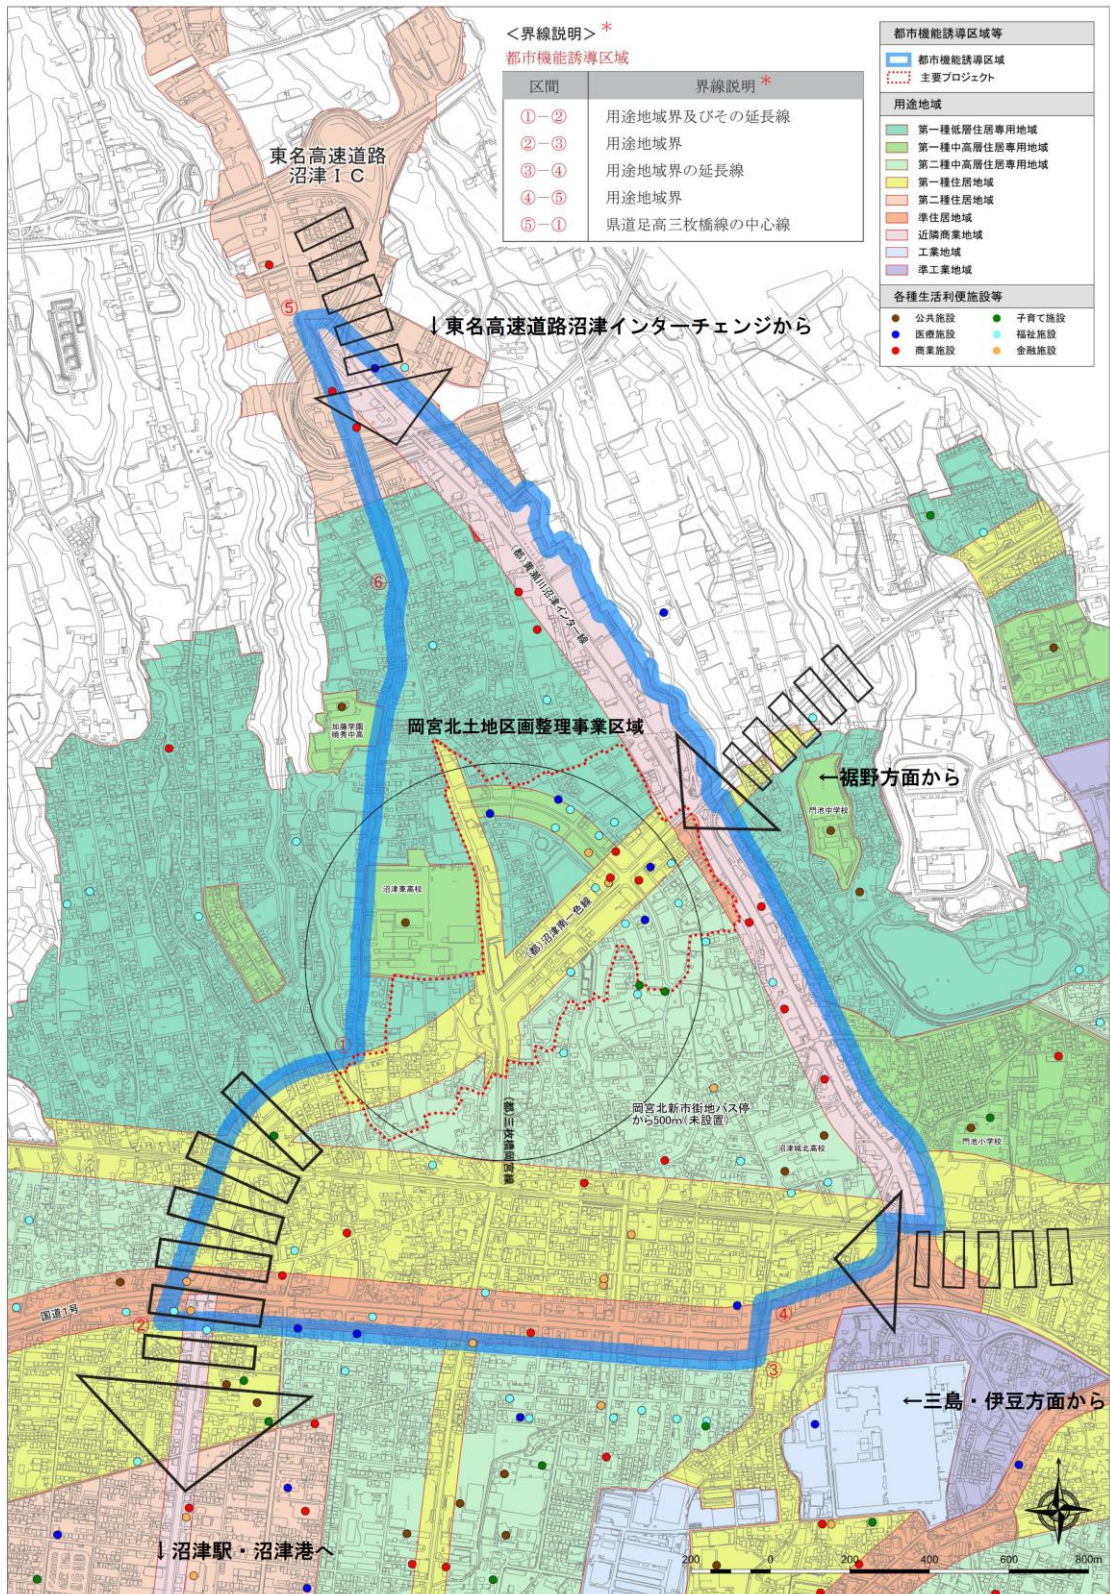 <界線説明> *
都市機能誘導区域
区間 界線説明 *
①-② 用途地域界及びその延長線
②-③ 用途地域界
③-④ 用途地域界の延長線
④-⑤ 用途地域界
⑤-① 県道足高三枚橋線の中心線
都市機能誘導区域等
都市機能誘導区域
主要プロジェクト
用途地域
第一種低層住居専用地域
第一種中高層住居専用地域
第二種中高層住居専用地域
第一種住居地域
第二種住居地域
準住居地域
近隣商業地域
工業地域
準工業地域
各種生活利便施設等
公共施設 子育て施設
医療施設 福祉施設
商業施設 金融施設
東名高速道路
沼津IC
⑤
↓東名高速道路沼津インターチェンジから
(都)黄瀬川沼津インター線
⑥
加藤学園
暁秀中高
岡宮北土地区画整理事業区域
←裾野方面から
門池中学校
沼津東高校
(都)沼津南一色線
①
(都)三枚橋岡宮線
岡宮北新市街地バス停
から500m(未設置)
沼津城北高校
門池小学校
国道1号
②
④
③
←三島・伊豆方面から
↓沼津駅・沼津港へ
200 0 200 400 600 800m